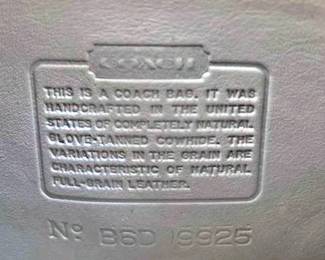 COACH
THIS IS A COACH BAG. IT WAS
HANDCRAFTED IN THE UNITED
STATES OF COMPLETELY NATURAL
GLOVE-TANNED COWHIDE. THE
VARIATIONS IN THE GRAIN ARE
CHARACTERISTIC OF NATURAL
FULL-GRAIN LEATHER.
No B6D 9925